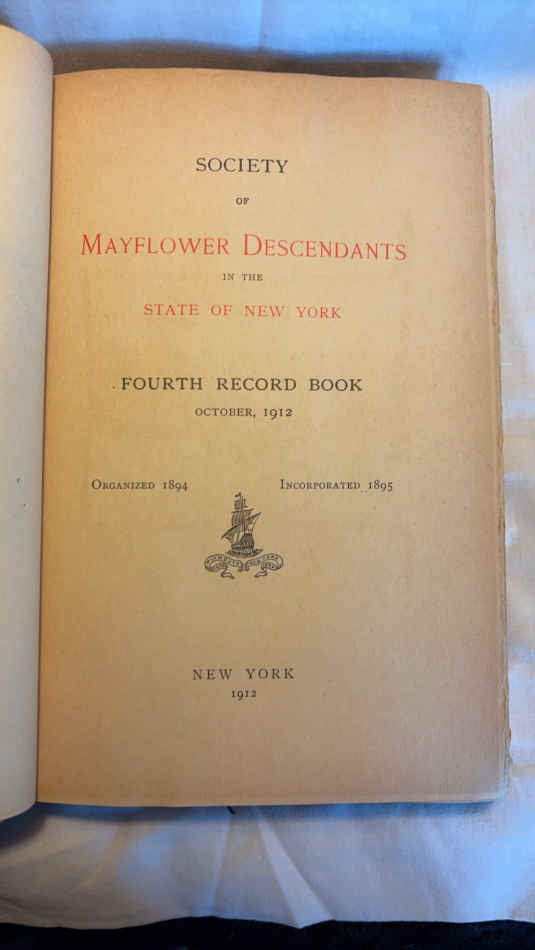 SOCIETY
OF
MAYFLOWER DESCENDANTS
IN THE
STATE OF NEW YORK
FOURTH RECORD BOOK
OCTOBER, 1912
ORGANIZED 1894 INCORPORATED 1895
NEW YORK
1912